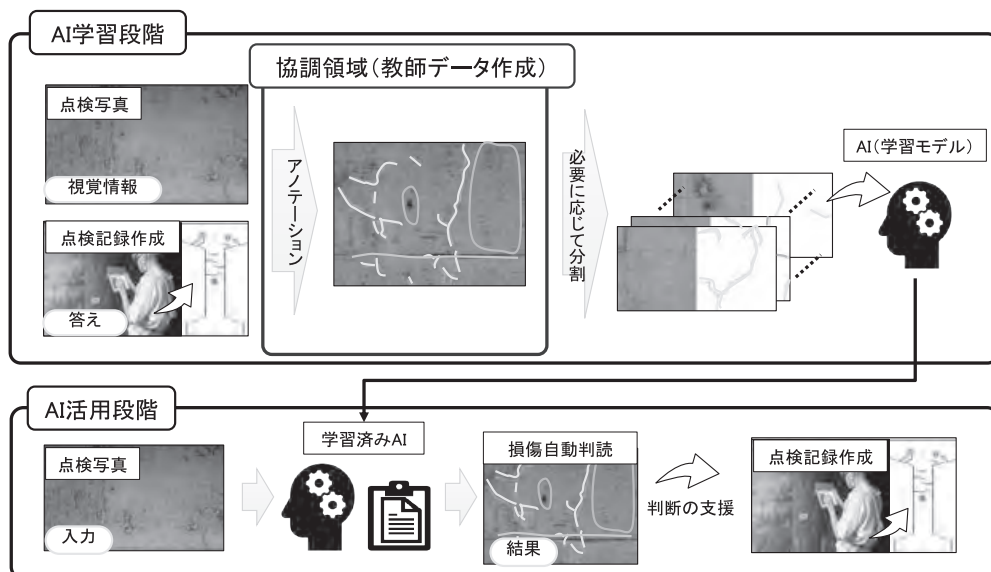 AI学習段階
協調領域(教師データ作成)
点検写真
視覚情報
点検記録作成
答え
アノテーション
必要に応じて分割
AI(学習モデル)
AI活用段階
点検写真
入力
学習済みAI
損傷自動判読
結果
判断の支援
点検記録作成